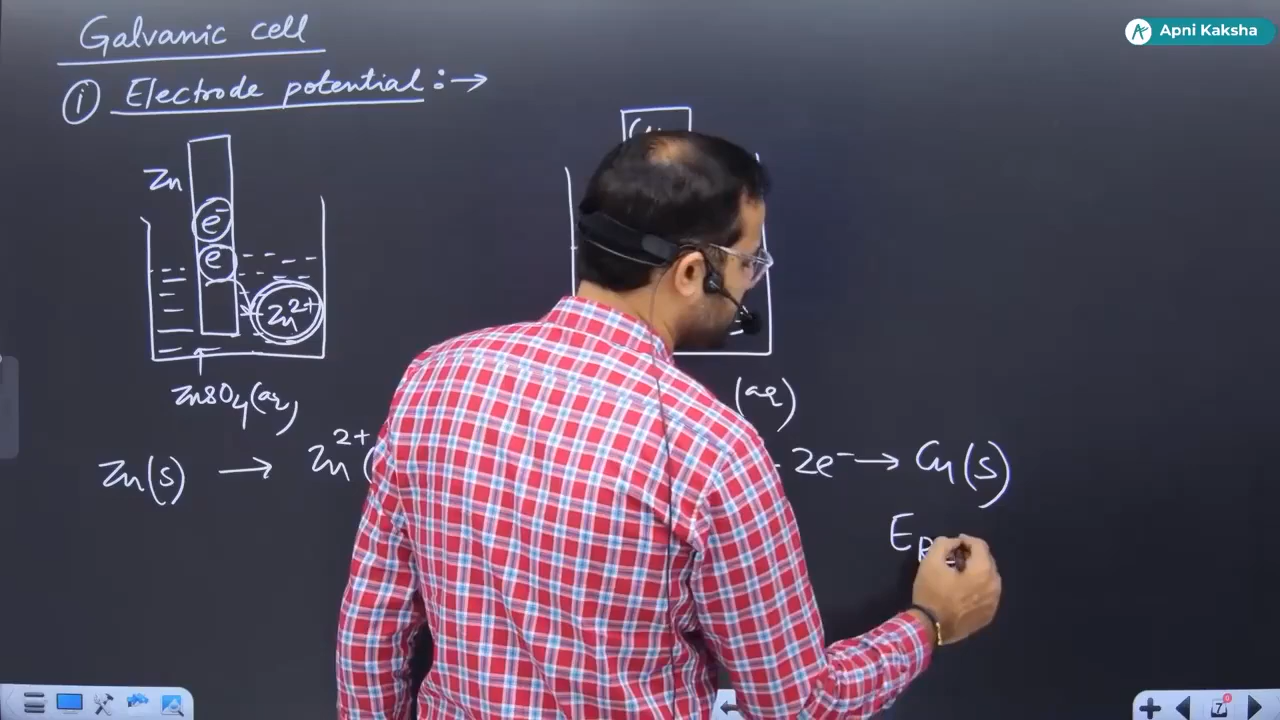 Galvanic cell
Apni Kaksha
(i) Electrode potential :→
Zn
e⁻
e⁻
Zn²⁺
ZnSO₄(aq)
(aq)
Zn(s) → Zn²⁺(
2e⁻ → Cu(s)
E